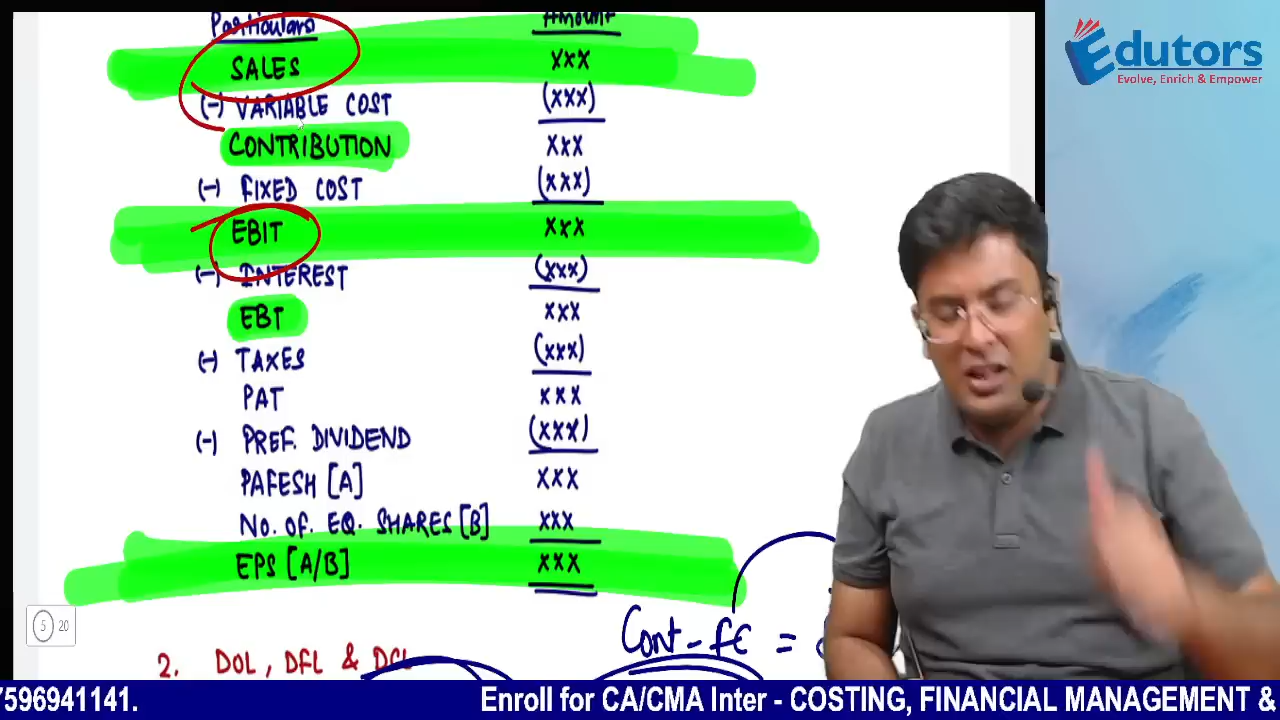 Particulars Amount
SALES XXX
(-) VARIABLE COST (XXX)
CONTRIBUTION XXX
(-) FIXED COST (XXX)
EBIT XXX
(-) INTEREST (XXX)
EBT XXX
(-) TAXES (XXX)
PAT XXX
(-) PREF. DIVIDEND (XXX)
PAFESH [A] XXX
No. OF. EQ. SHARES [B] XXX
EPS [A/B] XXX
Cont - FC =
2. DOL, DFL & DCL
5 20
Edutors
Evolve, Enrich & Empower
7596941141. Enroll for CA/CMA Inter - COSTING, FINANCIAL MANAGEMENT &